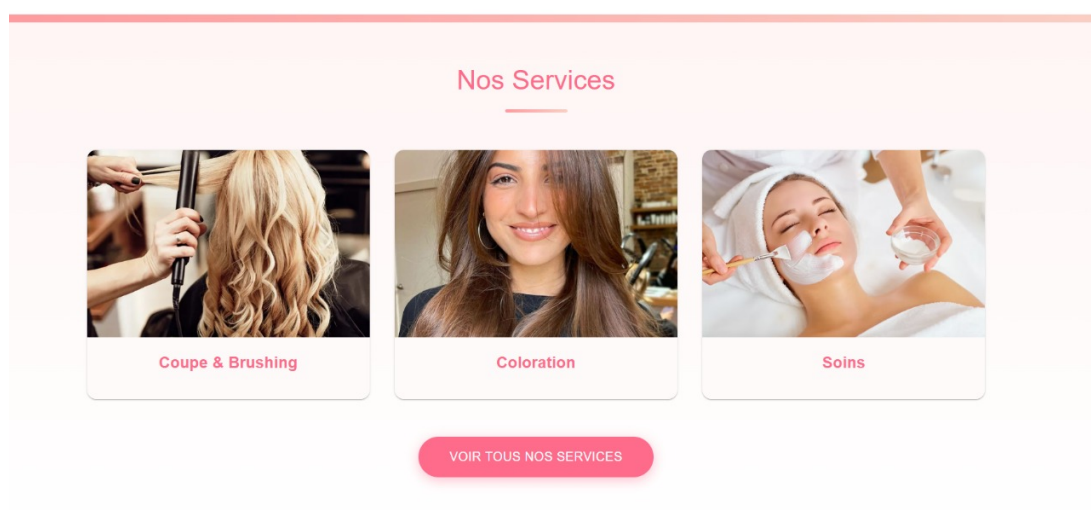 Nos Services
Coupe & Brushing
Coloration
Soins
VOIR TOUS NOS SERVICES